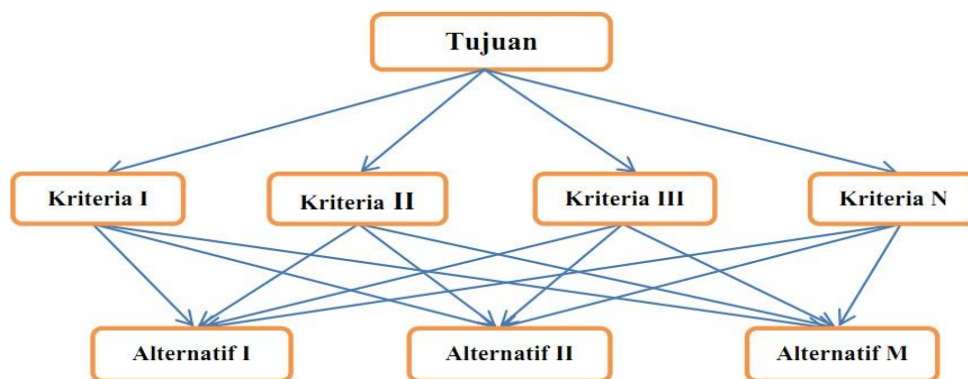 Tujuan
Kriteria I
Kriteria II
Kriteria III
Kriteria N
Alternatif I
Alternatif II
Alternatif M